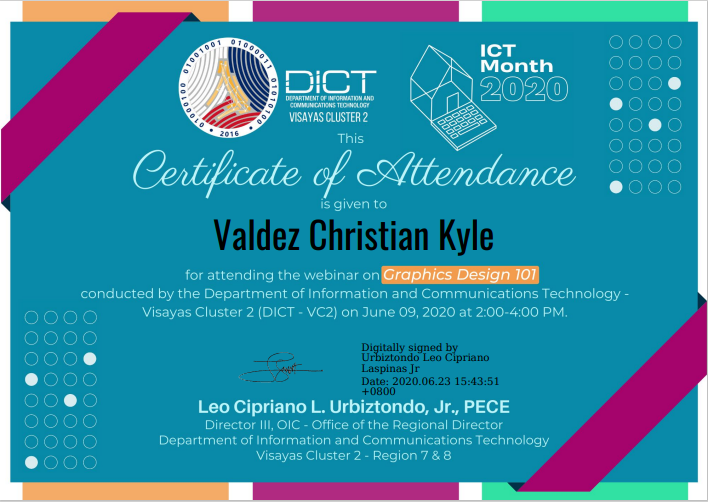 01000100 01001001 01000011 01010100
2016
DICT
DEPARTMENT OF INFORMATION AND
COMMUNICATIONS TECHNOLOGY
VISAYAS CLUSTER 2
ICT
Month
2020
This
Certificate of Attendance
is given to
Valdez Christian Kyle
for attending the webinar on Graphics Design 101
conducted by the Department of Information and Communications Technology -
Visayas Cluster 2 (DICT - VC2) on June 09, 2020 at 2:00-4:00 PM.
Digitally signed by
Urbiztondo Leo Cipriano
Laspinas Jr
Date: 2020.06.23 15:43:51
+0800
Leo Cipriano L. Urbiztondo, Jr., PECE
Director III, OIC - Office of the Regional Director
Department of Information and Communications Technology
Visayas Cluster 2 - Region 7 & 8